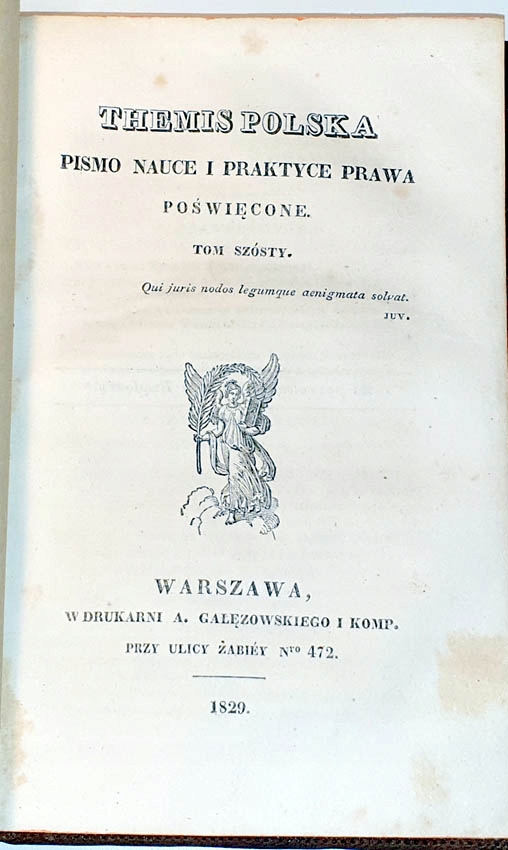 THEMIS POLSKA
PISMO NAUCE I PRAKTYCE PRAWA
POŚWIĘCONE.
TOM SZÓSTY.
Qui juris nodos legumque aenigmata solvat.
JUV.
WARSZAWA,
W DRUKARNI A. GAŁĘZOWSKIEGO I KOMP.
PRZY ULICY ŻABIÉY Nro 472.
1829.